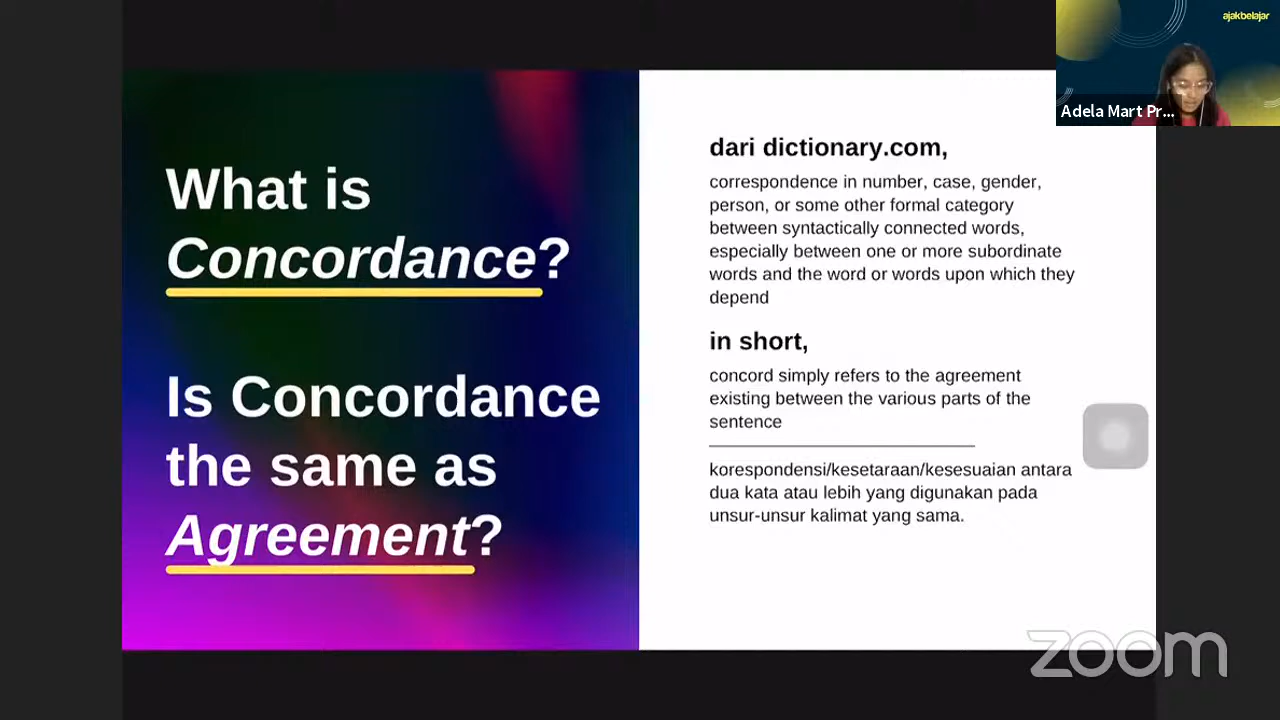 What is
Concordance?
Is Concordance
the same as
Agreement?
dari dictionary.com,
correspondence in number, case, gender,
person, or some other formal category
between syntactically connected words,
especially between one or more subordinate
words and the word or words upon which they
depend
in short,
concord simply refers to the agreement
existing between the various parts of the
sentence
korespondensi/kesetaraan/kesesuaian antara
dua kata atau lebih yang digunakan pada
unsur-unsur kalimat yang sama.
ajakbelajar
Adela Mart Pr...
zoom